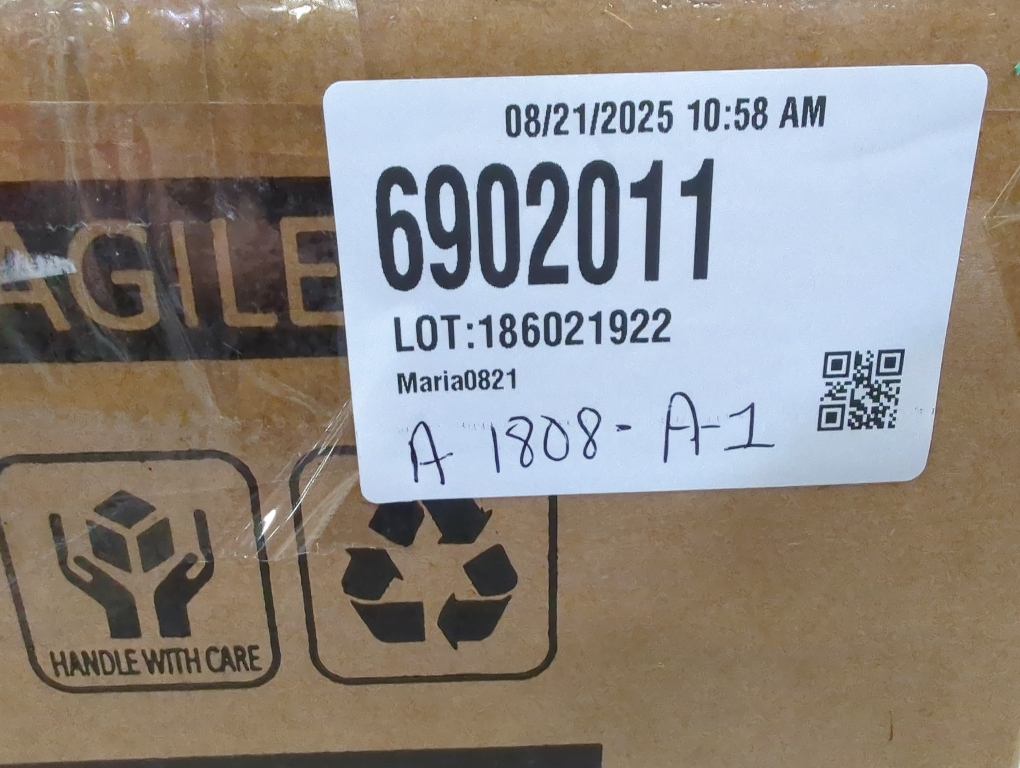 08/21/2025 10:58 AM
6902011
LOT:186021922
Maria0821
A 1808- A-1
AGILE
HANDLE WITH CARE